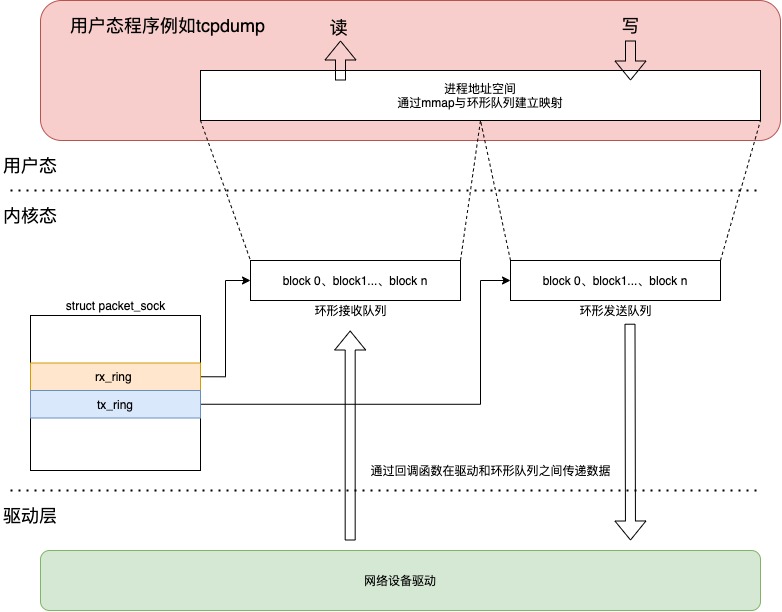 用户态程序例如tcpdump
读
写
进程地址空间
通过mmap与环形队列建立映射
用户态
内核态
block 0、block1...、block n
block 0、block1...、block n
环形接收队列
环形发送队列
struct packet_sock
rx_ring
tx_ring
通过回调函数在驱动和环形队列之间传递数据
驱动层
网络设备驱动